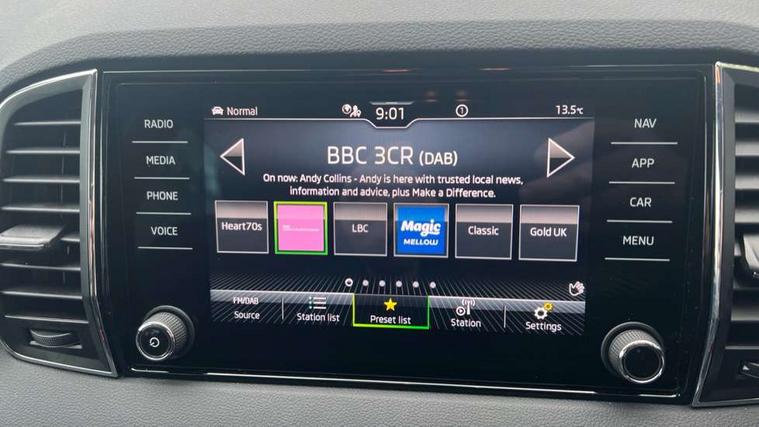 Normal
9:01
13.5°c
RADIO
MEDIA
PHONE
VOICE
NAV
APP
CAR
MENU
BBC 3CR (DAB)
On now: Andy Collins - Andy is here with trusted local news,
information and advice, plus Make a Difference.
Heart70s
LBC
Magic
MELLOW
Classic
Gold UK
FM/DAB
Source
Station list
Preset list
Station
Settings